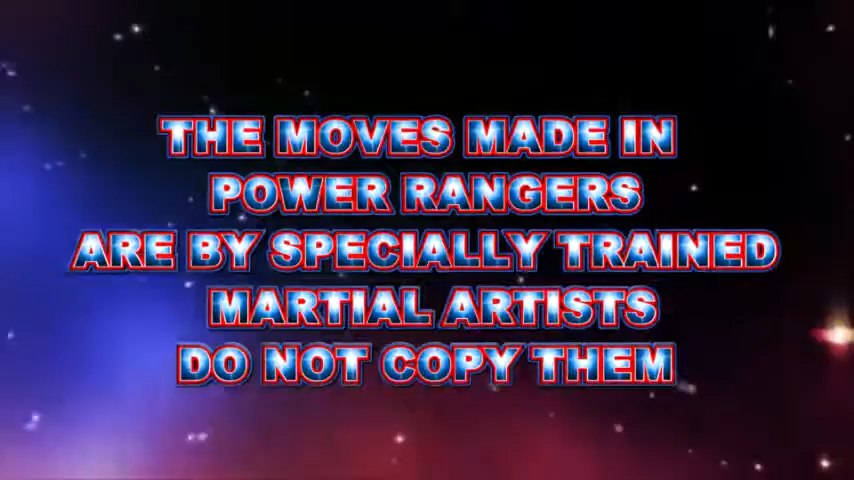 THE MOVES MADE IN
POWER RANGERS
ARE BY SPECIALLY TRAINED
MARTIAL ARTISTS
DO NOT COPY THEM